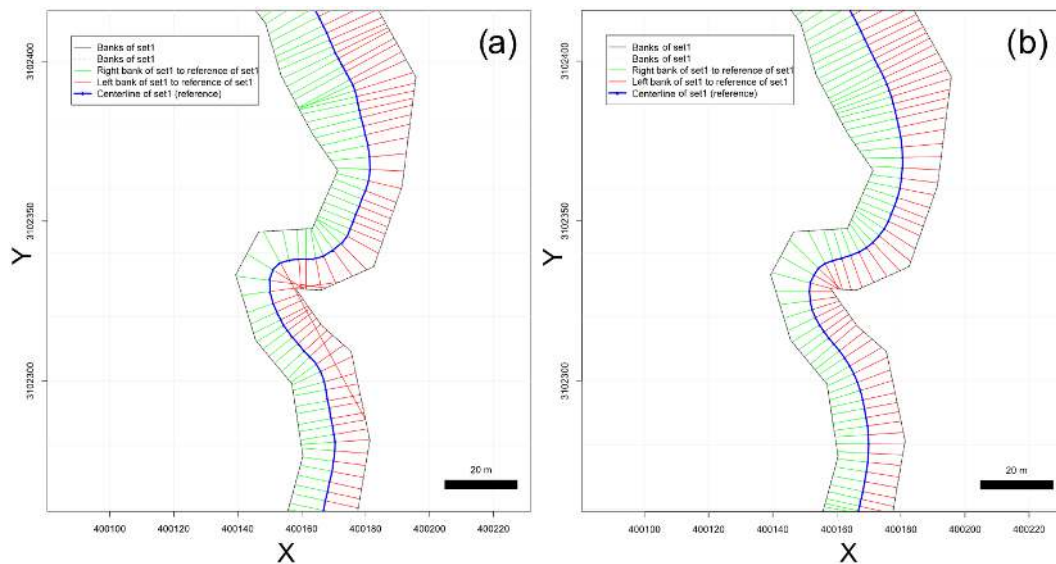 (a)
Banks of set1
Banks of set1
Right bank of set1 to reference of set1
Left bank of set1 to reference of set1
Centerline of set1 (reference)
Y
3102400
3102350
3102300
20 m
400100 400120 400140 400160 400180 400200 400220
X
(b)
Banks of set1
Banks of set1
Right bank of set1 to reference of set1
Left bank of set1 to reference of set1
Centerline of set1 (reference)
Y
3102400
3102350
3102300
20 m
400100 400120 400140 400160 400180 400200 400220
X